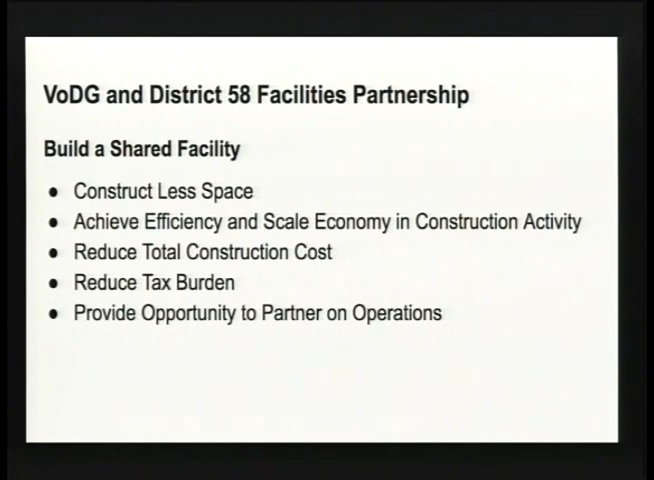 VoDG and District 58 Facilities Partnership
Build a Shared Facility
● Construct Less Space
● Achieve Efficiency and Scale Economy in Construction Activity
● Reduce Total Construction Cost
● Reduce Tax Burden
● Provide Opportunity to Partner on Operations